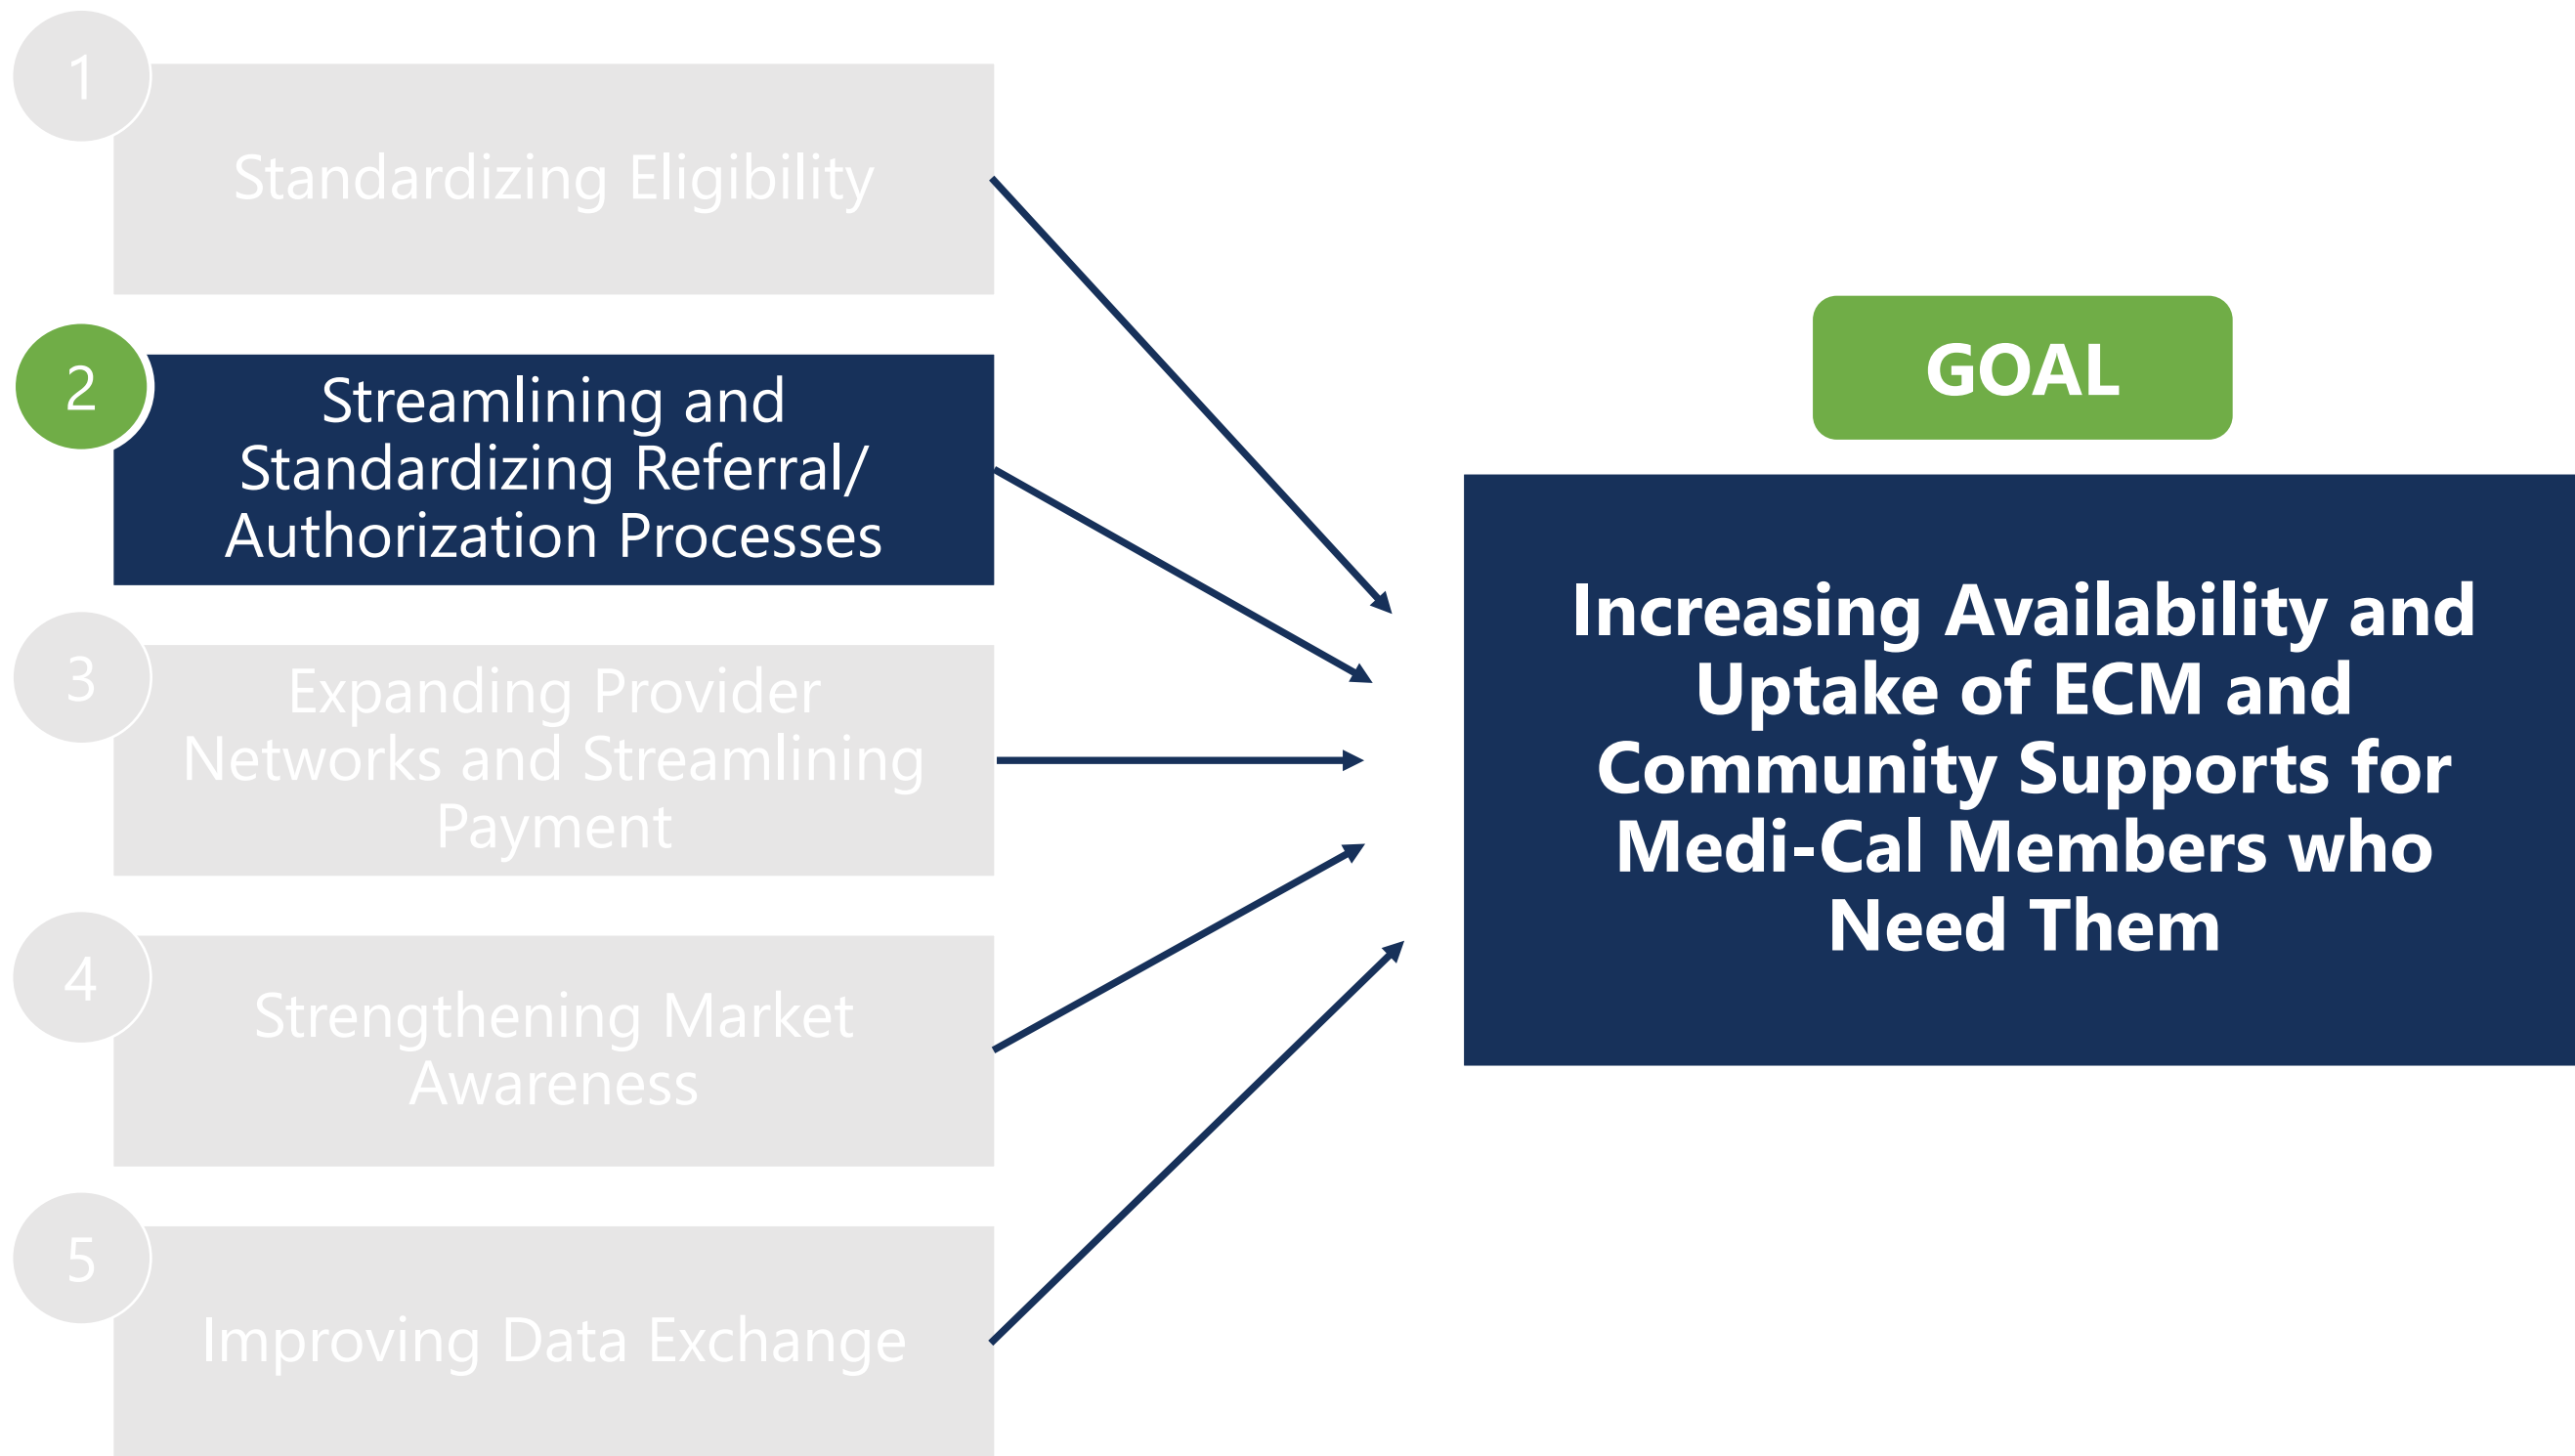 1
Standardizing Eligibility
2
Streamlining and
Standardizing Referral/
Authorization Processes
3
Expanding Provider
Networks and Streamlining
Payment
4
Strengthening Market
Awareness
5
Improving Data Exchange
GOAL
Increasing Availability and
Uptake of ECM and
Community Supports for
Medi-Cal Members who
Need Them